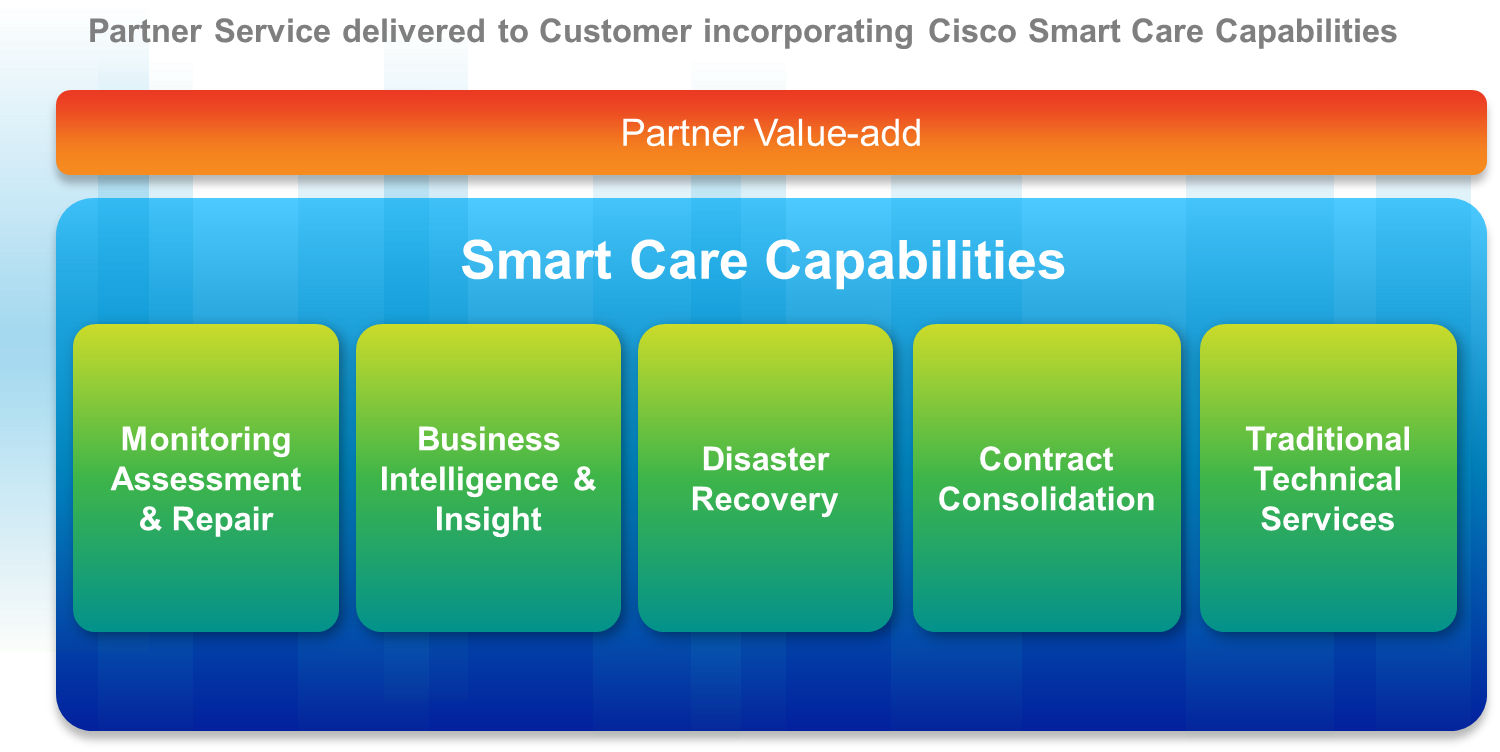 Partner Service delivered to Customer incorporating Cisco Smart Care Capabilities
Partner Value-add
Smart Care Capabilities
Monitoring
Assessment
& Repair
Business
Intelligence &
Insight
Disaster
Recovery
Contract
Consolidation
Traditional
Technical
Services